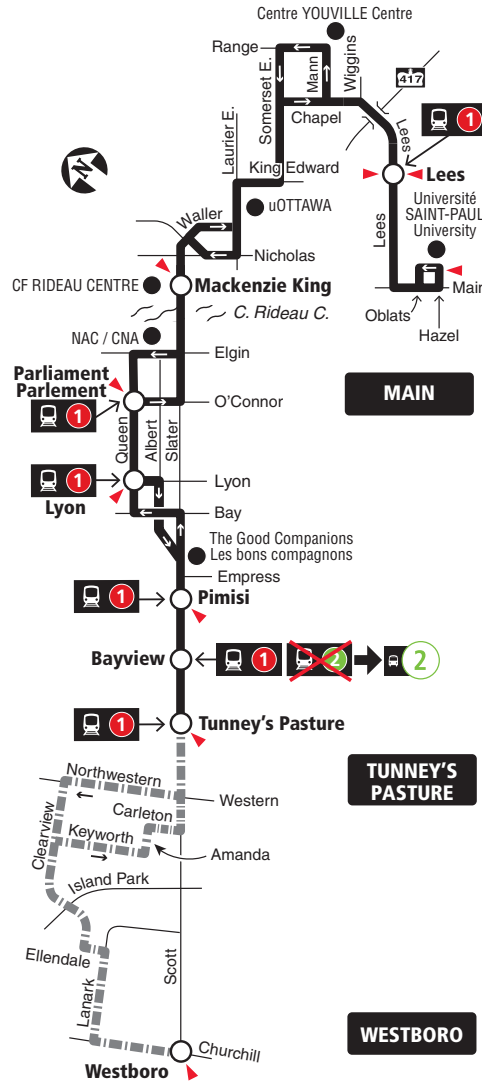 Centre YOUVILLE Centre
Range
Somerset E.
Mann
Wiggins
417
Chapel
Lees
1
Laurier E.
King Edward
Lees
uOTTAWA
Université
SAINT-PAUL
University
Waller
Lees
Nicholas
CF RIDEAU CENTRE
Mackenzie King
Main
C. Rideau C.
Oblats
Hazel
NAC / CNA
Elgin
Parliament
Parlement
MAIN
1
O'Connor
Queen
Albert
Slater
1
Lyon
Lyon
Bay
The Good Companions
Les bons compagnons
Empress
1
Pimisi
Bayview
1
2
2
1
Tunney's Pasture
Northwestern
TUNNEY'S
PASTURE
Western
Carleton
Clearview
Keyworth
Amanda
Island Park
Ellendale
Scott
Lanark
WESTBORO
Churchill
Westboro
N